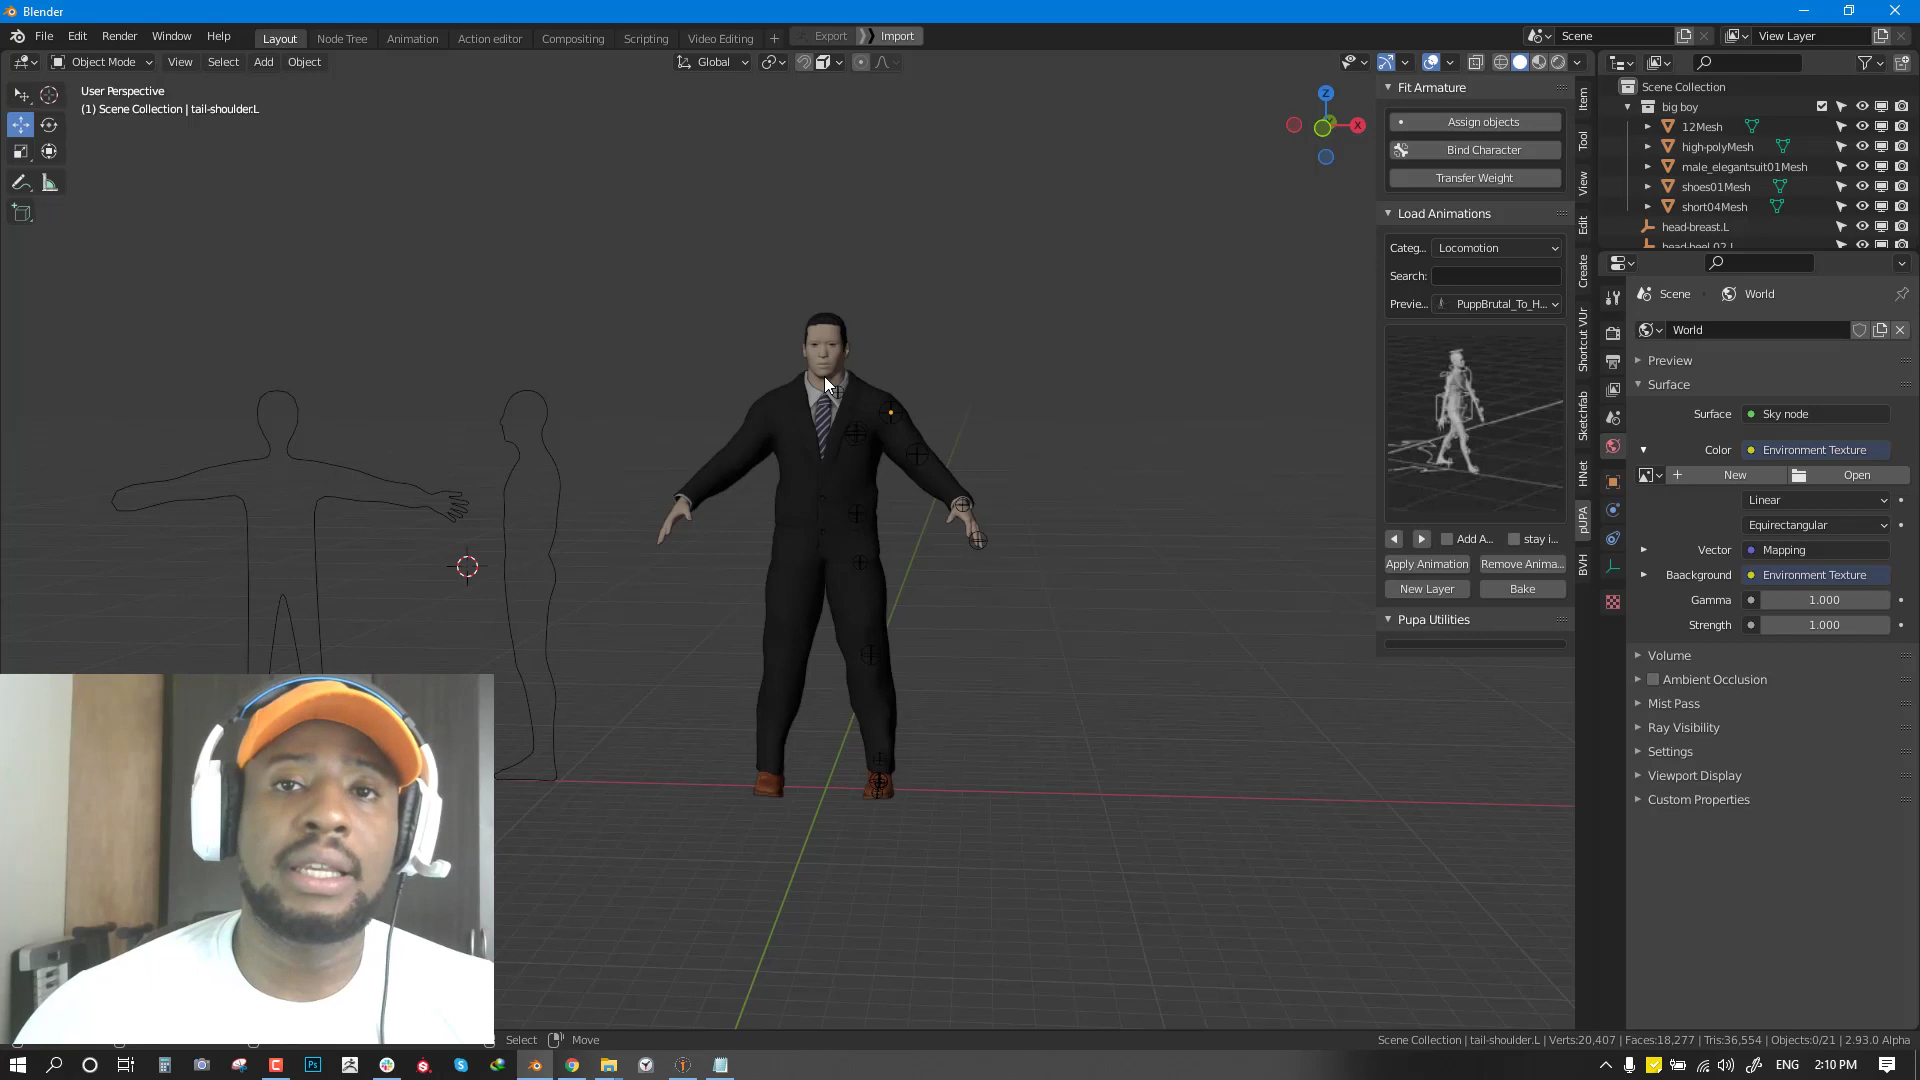 Blender
File Edit Render Window Help
Layout Node Tree Animation Action editor Compositing Scripting Video Editing + Export Import
Scene
View Layer
Object Mode View Select Add Object
Global
User Perspective
(1) Scene Collection | tail-shoulder.L
Z
X
Fit Armature
Assign objects
Bind Character
Transfer Weight
Load Animations
Categ... Locomotion
Search:
Previe... PuppBrutal_To_H...
Add A... stay i...
Apply Animation Remove Anima...
New Layer Bake
Pupa Utilities
Item
Tool
View
Edit
Create
Shortcut VUr
Sketchfab
HNet
pUPA
BVH
Scene Collection
big boy
12Mesh
high-polyMesh
male_elegantsuit01Mesh
shoes01Mesh
short04Mesh
head-breast.L
head-heel.02.L
Scene World
World
Preview
Surface
Surface Sky node
Color Environment Texture
New Open
Linear
Equirectangular
Vector Mapping
Baackground Environment Texture
Gamma 1.000
Strength 1.000
Volume
Ambient Occlusion
Mist Pass
Ray Visibility
Settings
Viewport Display
Custom Properties
Select Move
Scene Collection | tail-shoulder.L | Verts:20,407 | Faces:18,277 | Tris:36,554 | Objects:0/21 | 2.93.0 Alpha
Ps
ENG 2:10 PM